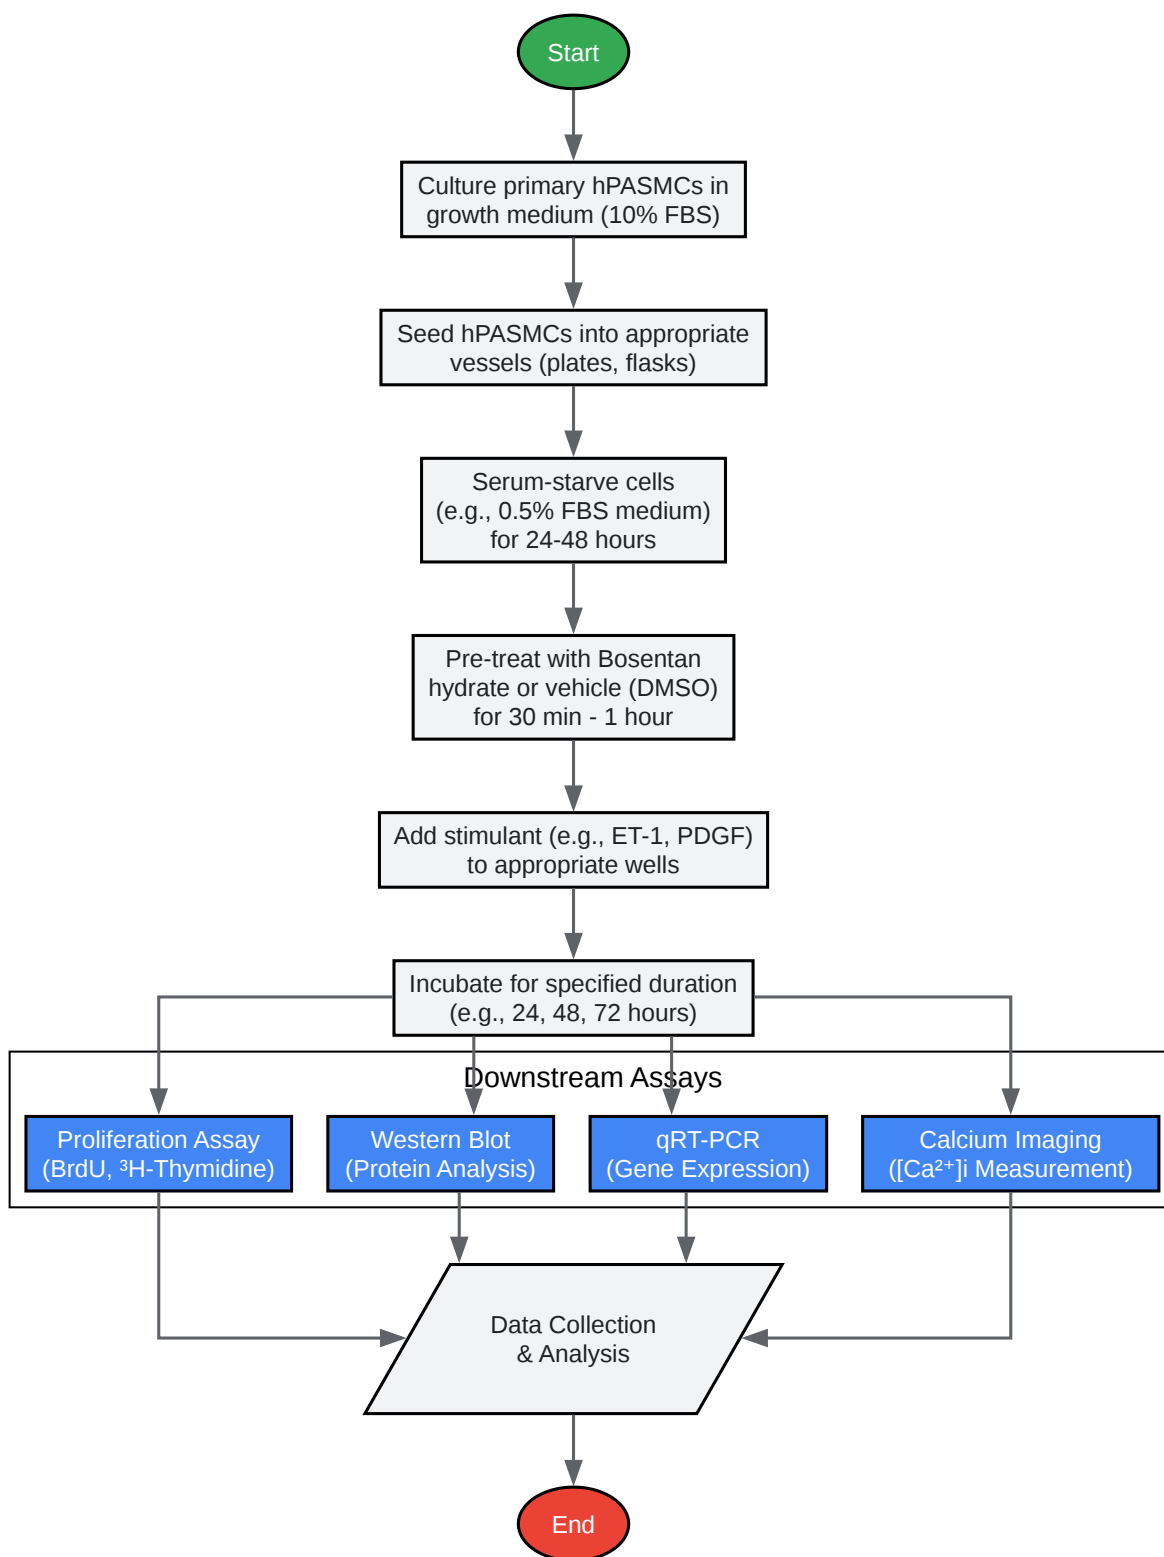 Start
Culture primary hPASMCs in
growth medium (10% FBS)
Seed hPASMCs into appropriate
vessels (plates, flasks)
Serum-starve cells
(e.g., 0.5% FBS medium)
for 24-48 hours
Pre-treat with Bosentan
hydrate or vehicle (DMSO)
for 30 min - 1 hour
Add stimulant (e.g., ET-1, PDGF)
to appropriate wells
Incubate for specified duration
(e.g., 24, 48, 72 hours)
Downstream Assays
Proliferation Assay
(BrdU, ³H-Thymidine)
Western Blot
(Protein Analysis)
qRT-PCR
(Gene Expression)
Calcium Imaging
([Ca²⁺]i Measurement)
Data Collection
& Analysis
End